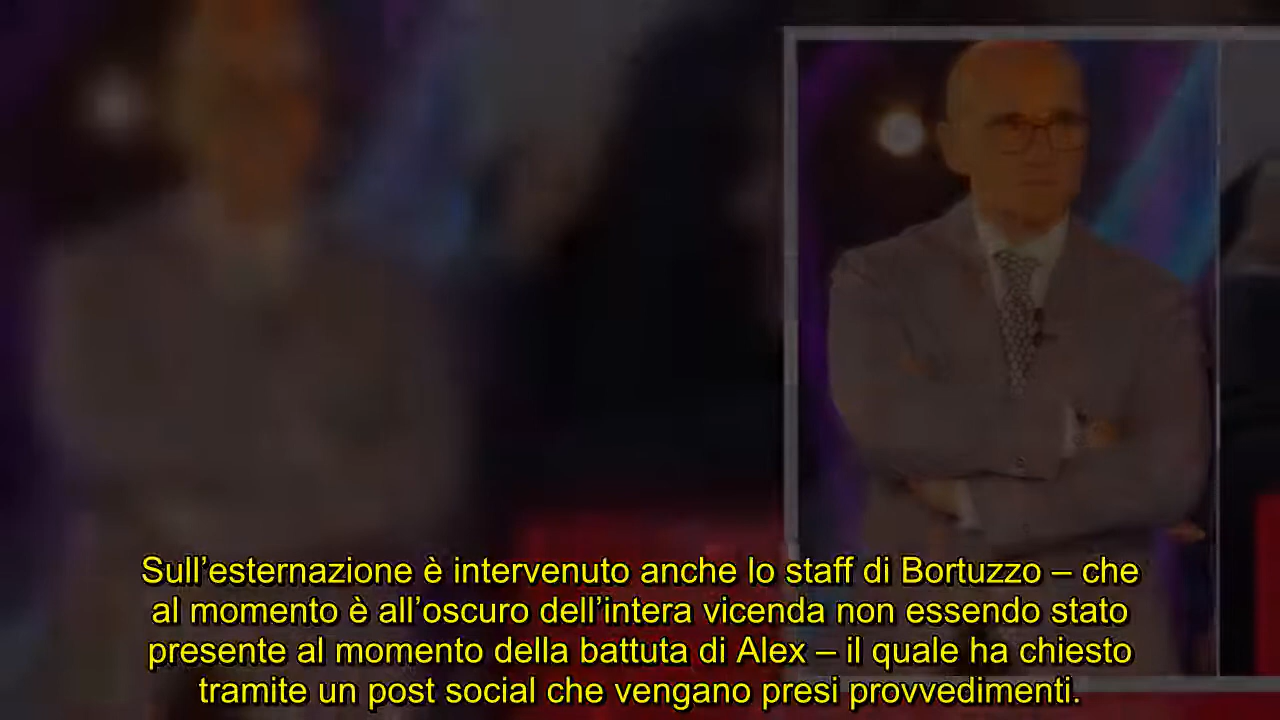 Sull’esternazione è intervenuto anche lo staff di Bortuzzo – che
al momento è all’oscuro dell’intera vicenda non essendo stato
presente al momento della battuta di Alex – il quale ha chiesto
tramite un post social che vengano presi provvedimenti.